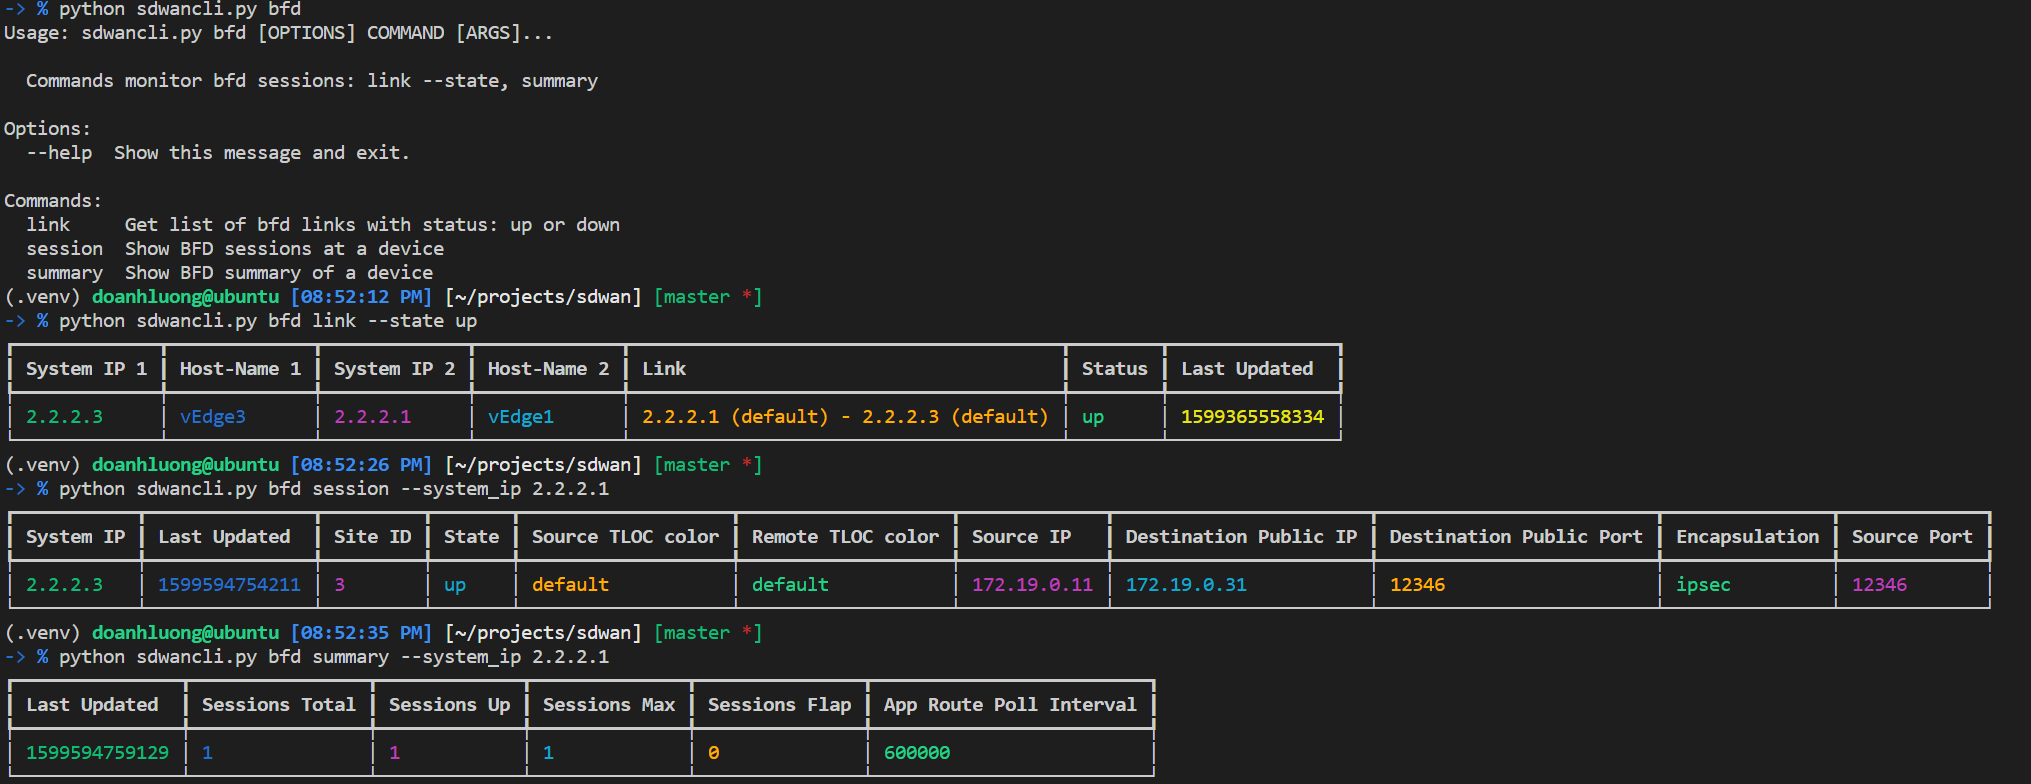 -> % python sdwancli.py bfd
Usage: sdwancli.py bfd [OPTIONS] COMMAND [ARGS]...
Commands monitor bfd sessions: link --state, summary
Options:
--help  Show this message and exit.
Commands:
link     Get list of bfd links with status: up or down
session  Show BFD sessions at a device
summary  Show BFD summary of a device
(.venv) doanhluong@ubuntu [08:52:12 PM] [~/projects/sdwan] [master *]
-> % python sdwancli.py bfd link --state up
System IP 1 | Host-Name 1 | System IP 2 | Host-Name 2 | Link | Status | Last Updated
2.2.2.3 | vEdge3 | 2.2.2.1 | vEdge1 | 2.2.2.1 (default) - 2.2.2.3 (default) | up | 1599365558334
(.venv) doanhluong@ubuntu [08:52:26 PM] [~/projects/sdwan] [master *]
-> % python sdwancli.py bfd session --system_ip 2.2.2.1
System IP | Last Updated | Site ID | State | Source TLOC color | Remote TLOC color | Source IP | Destination Public IP | Destination Public Port | Encapsulation | Source Port
2.2.2.3 | 1599594754211 | 3 | up | default | default | 172.19.0.11 | 172.19.0.31 | 12346 | ipsec | 12346
(.venv) doanhluong@ubuntu [08:52:35 PM] [~/projects/sdwan] [master *]
-> % python sdwancli.py bfd summary --system_ip 2.2.2.1
Last Updated | Sessions Total | Sessions Up | Sessions Max | Sessions Flap | App Route Poll Interval
1599594759129 | 1 | 1 | 1 | 0 | 600000